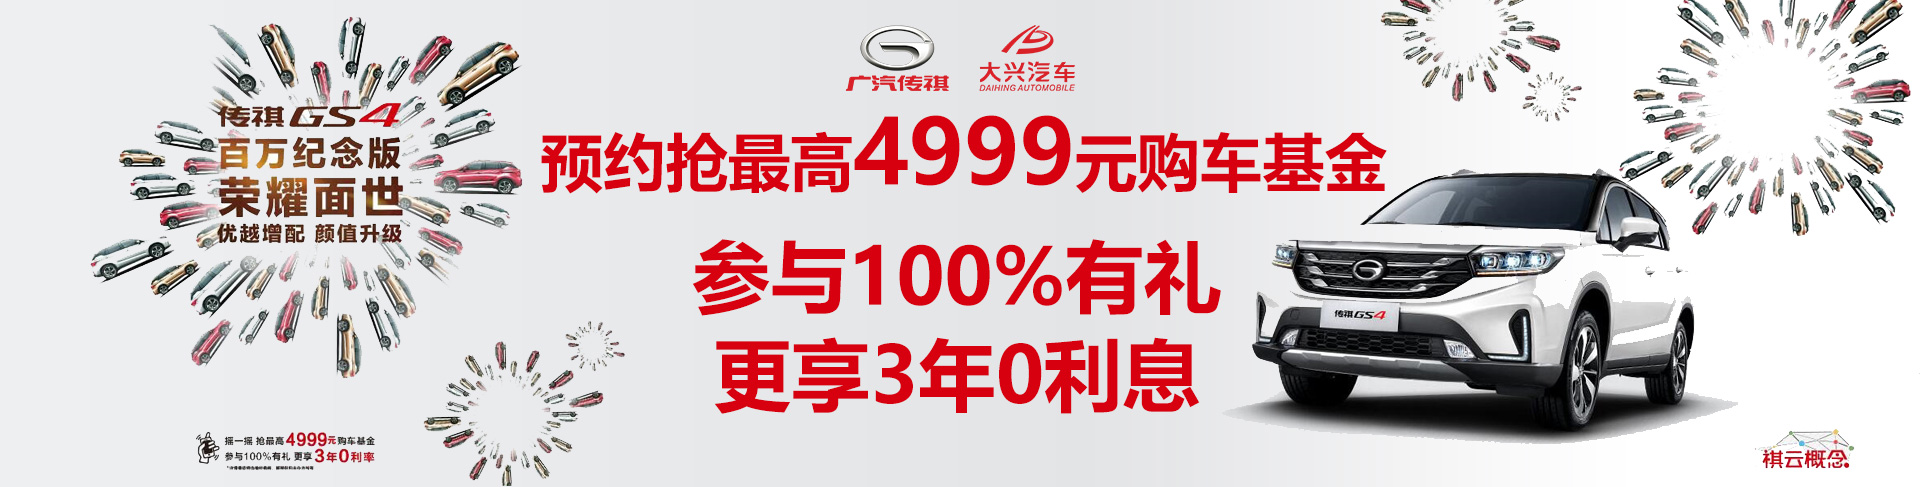 广汽传祺
大兴汽车
DAIHING AUTOMOBILE
传祺GS4
百万纪念版
荣耀面世
优越增配 颜值升级
预约抢最高4999元购车基金
参与100%有礼
更享3年0利息
传祺GS4
摇一摇 抢最高4999元购车基金
参与100%有礼 更享3年0利率
祺云概念